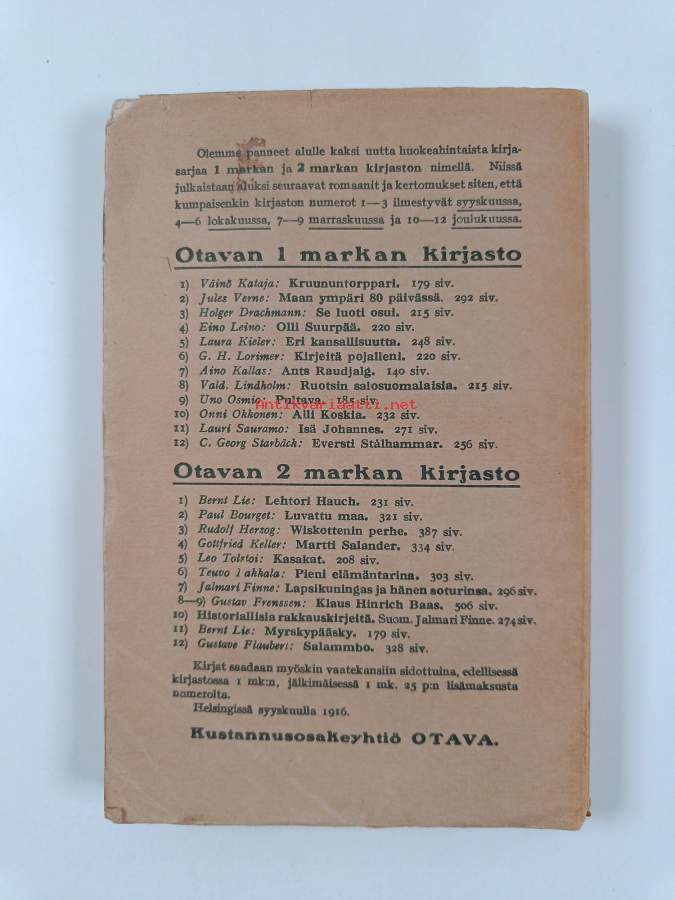 Olemme panneet alulle kaksi uutta huokeahintaista kirja-
sarjaa 1 markan ja 2 markan kirjaston nimellä. Niissä
julkaistaan aluksi seuraavat romaanit ja kertomukset siten, että
kumpaisenkin kirjaston numerot 1—3 ilmestyvät syyskuussa,
4—6 lokakuussa, 7—9 marraskuussa ja 10—12 joulukuussa.
Otavan 1 markan kirjasto
1) Väinö Kataja: Kruununtorppari. 179 siv.
2) Jules Verne: Maan ympäri 80 päivässä. 292 siv.
3) Holger Drachmann: Se luoti osui. 215 siv.
4) Eino Leino: Olli Suurpää. 220 siv.
5) Laura Kieler: Eri kansallisuutta. 248 siv.
6) G. H. Lorimer: Kirjeitä pojalleni. 220 siv.
7) Aino Kallas: Ants Raudjalg. 140 siv.
8) Vald. Lindholm: Ruotsin salosuomalaisia. 215 siv.
9) Uno Osmio: Pultava. 185 siv.
Antikvariaatti.net
10) Onni Okkonen: Aili Koskia. 232 siv.
11) Lauri Sauramo: Isä Johannes. 271 siv.
12) C. Georg Starbäck: Eversti Stålhammar. 256 siv.
Otavan 2 markan kirjasto
1) Bernt Lie: Lehtori Hauch. 231 siv.
2) Paul Bourget: Luvattu maa. 321 siv.
3) Rudolf Herzog: Wiskottenin perhe. 387 siv.
4) Gottfried Keller: Martti Salander. 334 siv.
5) Leo Tolstoi: Kasakat. 208 siv.
6) Teuvo Pakkala: Pieni elämäntarina. 303 siv.
7) Jalmari Finne: Lapsikuningas ja hänen soturinsa. 296 siv.
8—9) Gustav Frenssen: Klaus Hinrich Baas. 506 siv.
10) Historiallisia rakkauskirjeitä. Suom. Jalmari Finne. 274 siv.
11) Bernt Lie: Myrskypääsky. 179 siv.
12) Gustave Flaubert: Salammbo. 328 siv.
Kirjat saadaan myöskin vaatekansiin sidottuina, edellisessä
kirjastossa 1 mk:n, jälkimäisessä 1 mk. 25 p:n lisämaksusta
numerolta.
Helsingissä syyskuulla 1916.
Kustannusosakeyhtiö OTAVA.